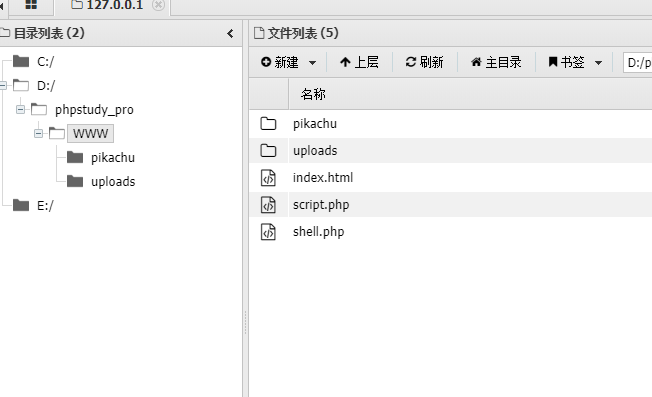 127.0.0.1
目录列表 (2)
C:/
D:/
phpstudy_pro
WWW
pikachu
uploads
E:/
文件列表 (5)
新建 上层 刷新 主目录 书签 D:/p
名称
pikachu
uploads
index.html
script.php
shell.php